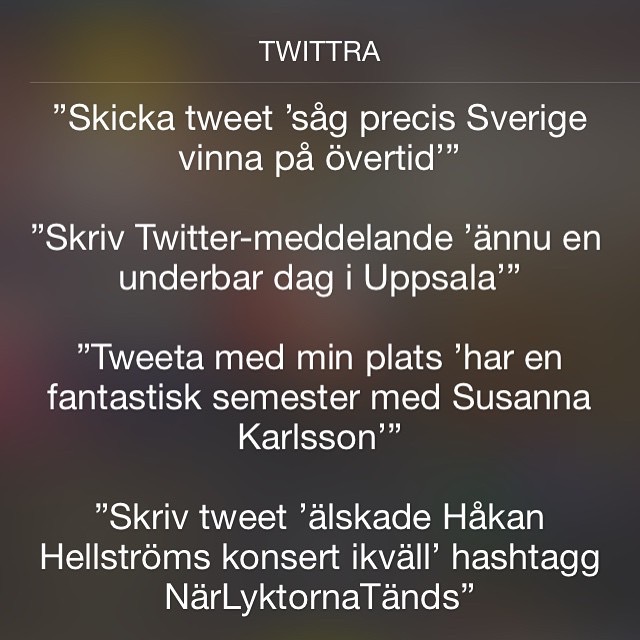 TWITTRA
”Skicka tweet ’såg precis Sverige
vinna på övertid’”
”Skriv Twitter-meddelande ’ännu en
underbar dag i Uppsala’”
”Tweeta med min plats ’har en
fantastisk semester med Susanna
Karlsson’”
”Skriv tweet ’älskade Håkan
Hellströms konsert ikväll’ hashtagg
NärLyktornaTänds”